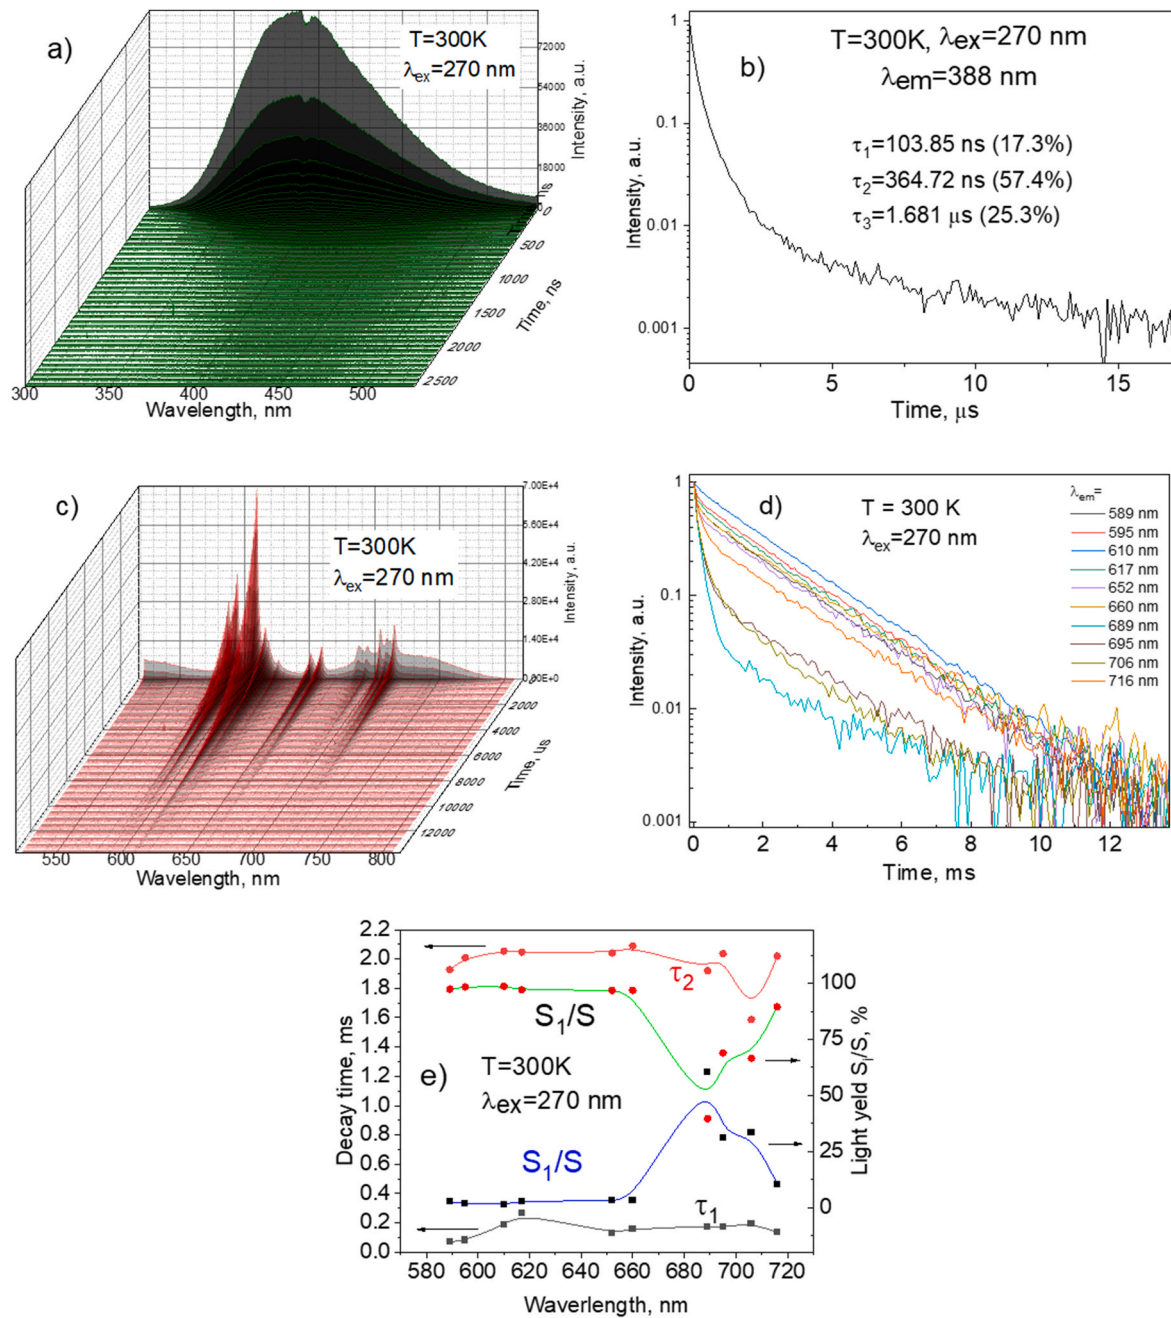 a)
T=300K
λex=270 nm
72000
54000
36000
18000
0
Intensity, a.u.
0
500
1000
1500
2000
2500
Time, ns
300
350
400
450
500
Wavelength, nm
b)
T=300K, λex=270 nm
λem=388 nm
τ1=103.85 ns (17.3%)
τ2=364.72 ns (57.4%)
τ3=1.681 μs (25.3%)
1
0.1
0.01
0.001
Intensity, a.u.
0
5
10
15
Time, μs
c)
T=300K
λex=270 nm
7.00E+4
5.60E+4
4.20E+4
2.80E+4
1.40E+4
0.00E+0
Intensity, a.u.
2000
4000
6000
8000
10000
12000
Time, us
550
600
650
700
750
800
Wavelength, nm
d)
T = 300 K
λex=270 nm
λem=
589 nm
595 nm
610 nm
617 nm
652 nm
660 nm
689 nm
695 nm
706 nm
716 nm
1
0.1
0.01
0.001
Intensity, a.u.
0
2
4
6
8
10
12
Time, ms
e)
T=300K
λex=270 nm
τ2
S1/S
S1/S
τ1
2.2
2.0
1.8
1.6
1.4
1.2
1.0
0.8
0.6
0.4
0.2
0.0
Decay time, ms
100
75
50
25
0
Light yeld Si/S, %
580
600
620
640
660
680
700
720
Waverlength, nm